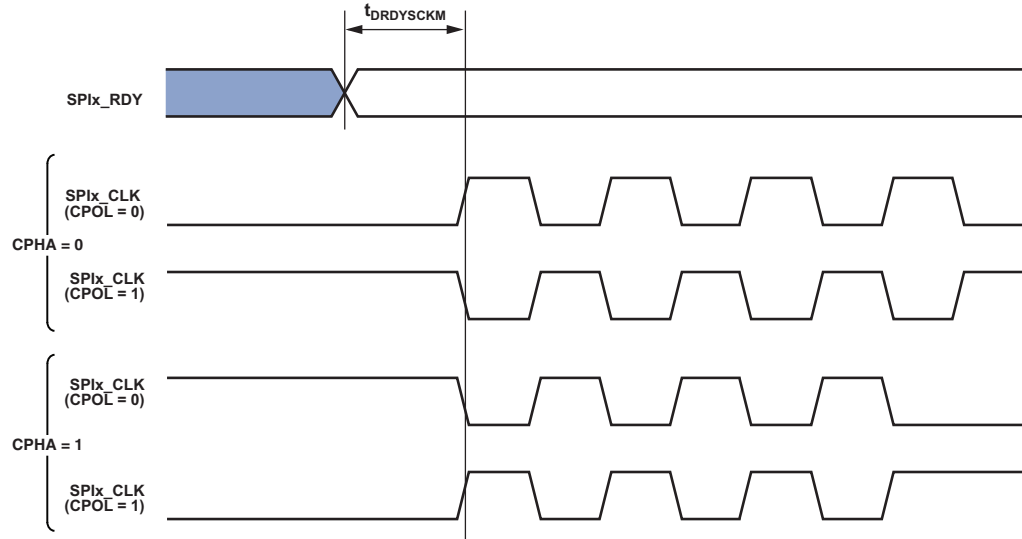 tDRDYSCKM
SPIx_RDY
SPIx_CLK
(CPOL = 0)
CPHA = 0
SPIx_CLK
(CPOL = 1)
SPIx_CLK
(CPOL = 0)
CPHA = 1
SPIx_CLK
(CPOL = 1)